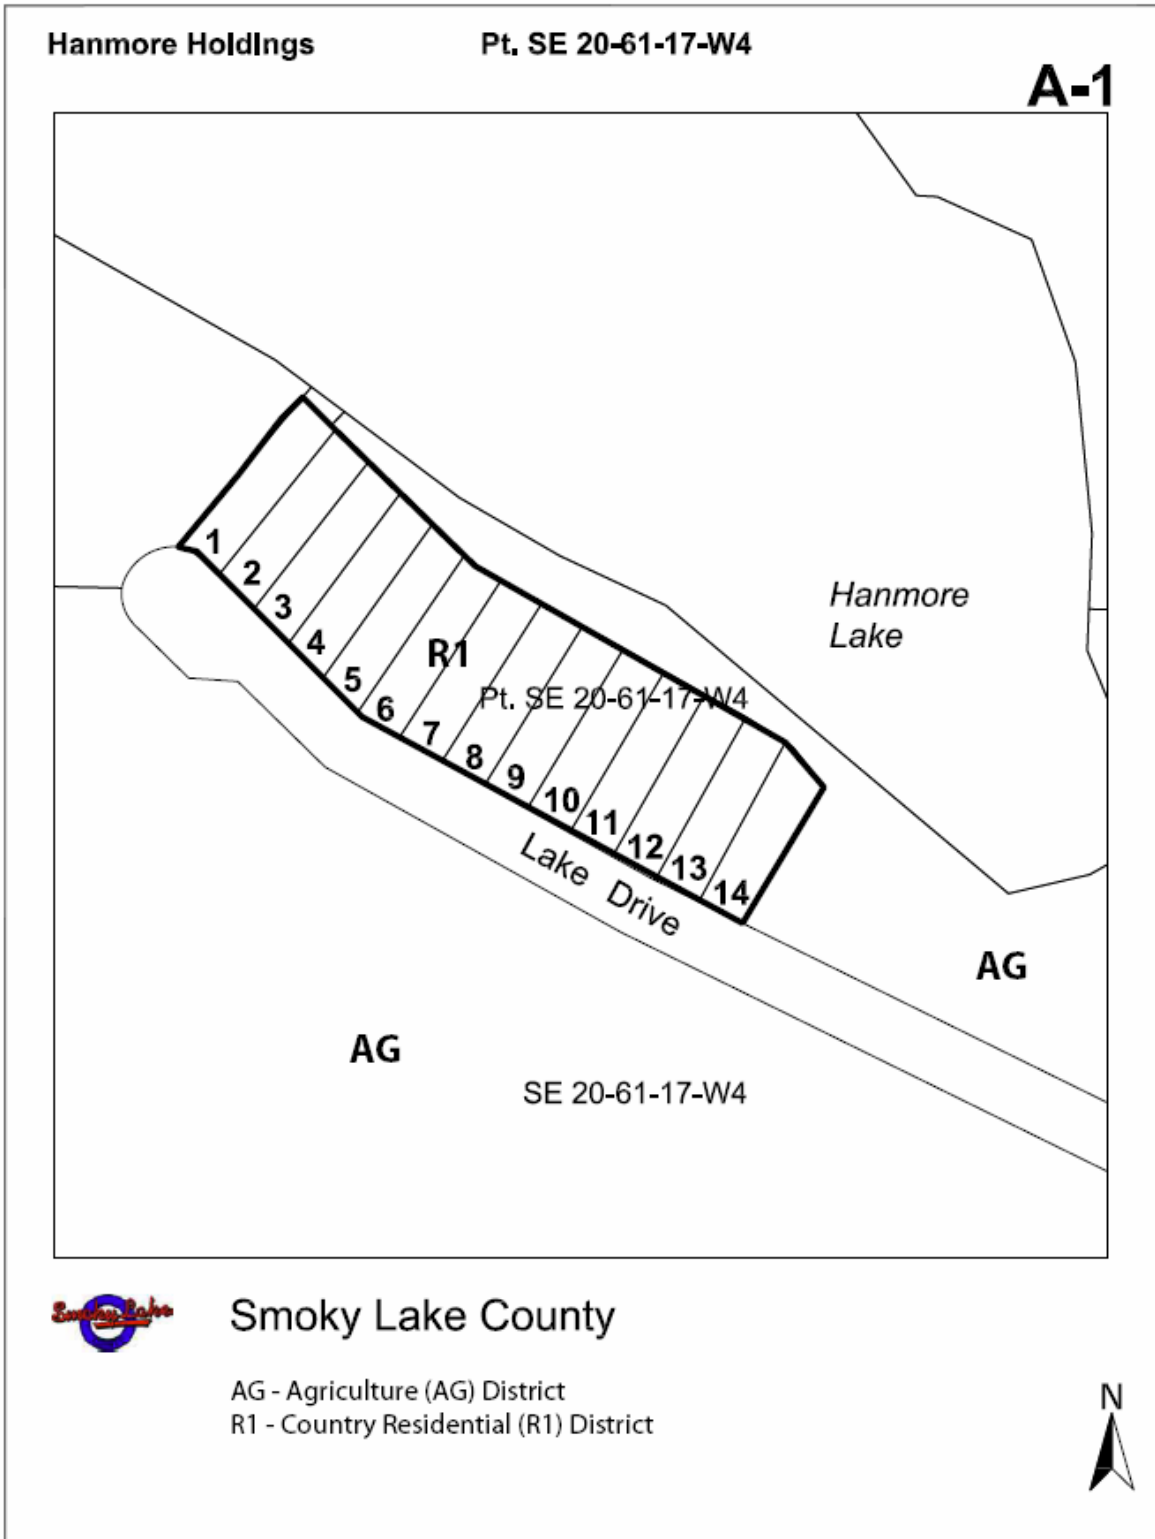 Hanmore Holdings Pt. SE 20-61-17-W4
A-1
1
2
3
4
5
6
7
8
9
10
11
12
13
14
R1
Pt. SE 20-61-17-W4
Hanmore
Lake
Lake Drive
AG
AG
SE 20-61-17-W4
Smoky Lake
Smoky Lake County
AG - Agriculture (AG) District
R1 - Country Residential (R1) District
N